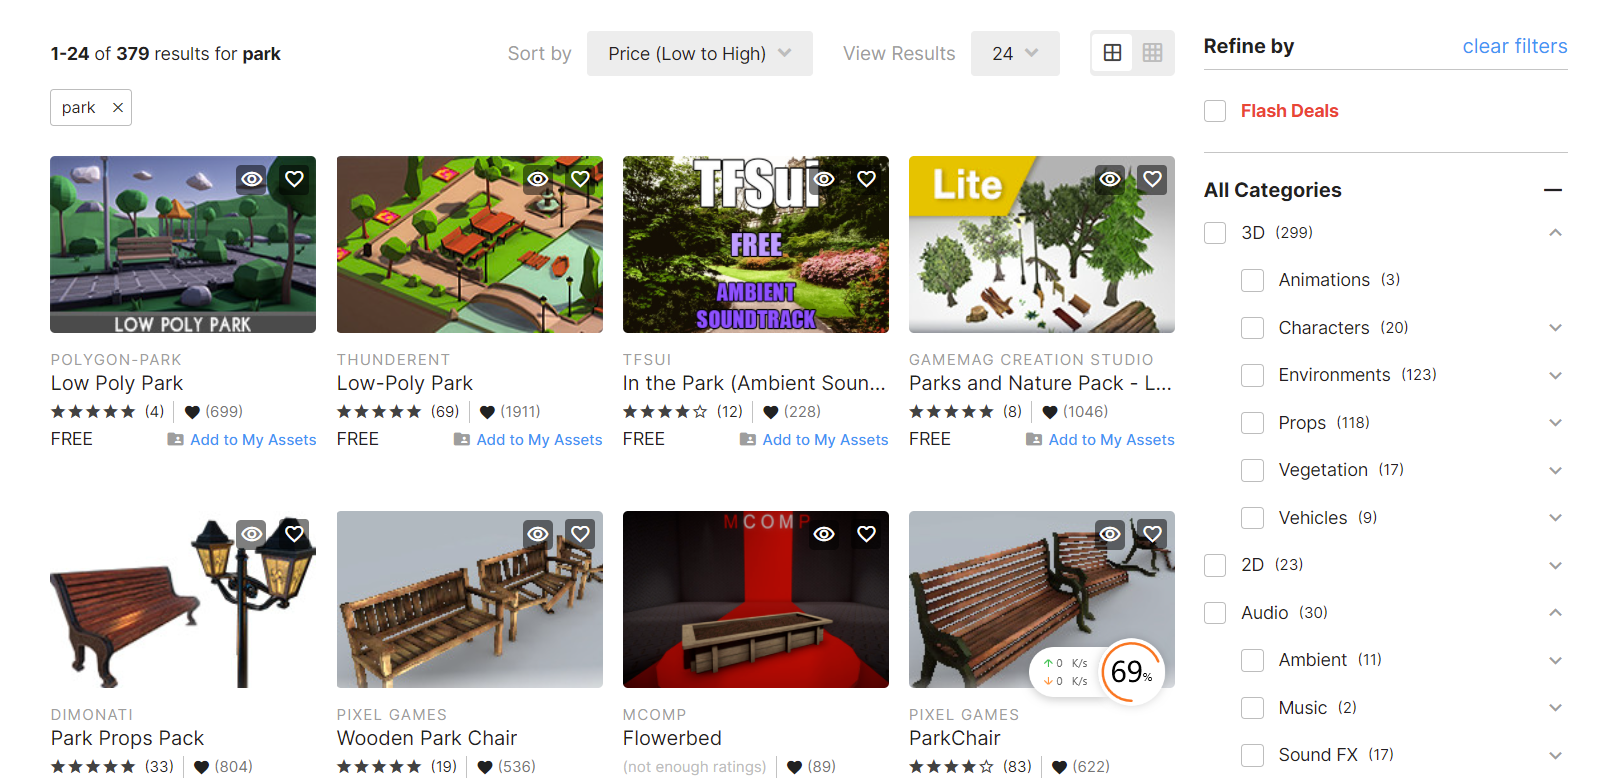 1-24 of 379 results for park
Sort by
Price (Low to High)
View Results
24
park
LOW POLY PARK
POLYGON-PARK
Low Poly Park
(4)
(699)
FREE
Add to My Assets
THUNDERENT
Low-Poly Park
(69)
(1911)
FREE
Add to My Assets
TFSui
FREE
AMBIENT
SOUNDTRACK
TFSUI
In the Park (Ambient Soun...
(12)
(228)
FREE
Add to My Assets
Lite
GAMEMAG CREATION STUDIO
Parks and Nature Pack - L...
(8)
(1046)
FREE
Add to My Assets
DIMONATI
Park Props Pack
(33)
(804)
PIXEL GAMES
Wooden Park Chair
(19)
(536)
MCOMP
MCOMP
Flowerbed
(not enough ratings)
(89)
0 K/s
0 K/s
69%
PIXEL GAMES
ParkChair
(83)
(622)
Refine by
clear filters
Flash Deals
All Categories
3D (299)
Animations (3)
Characters (20)
Environments (123)
Props (118)
Vegetation (17)
Vehicles (9)
2D (23)
Audio (30)
Ambient (11)
Music (2)
Sound FX (17)